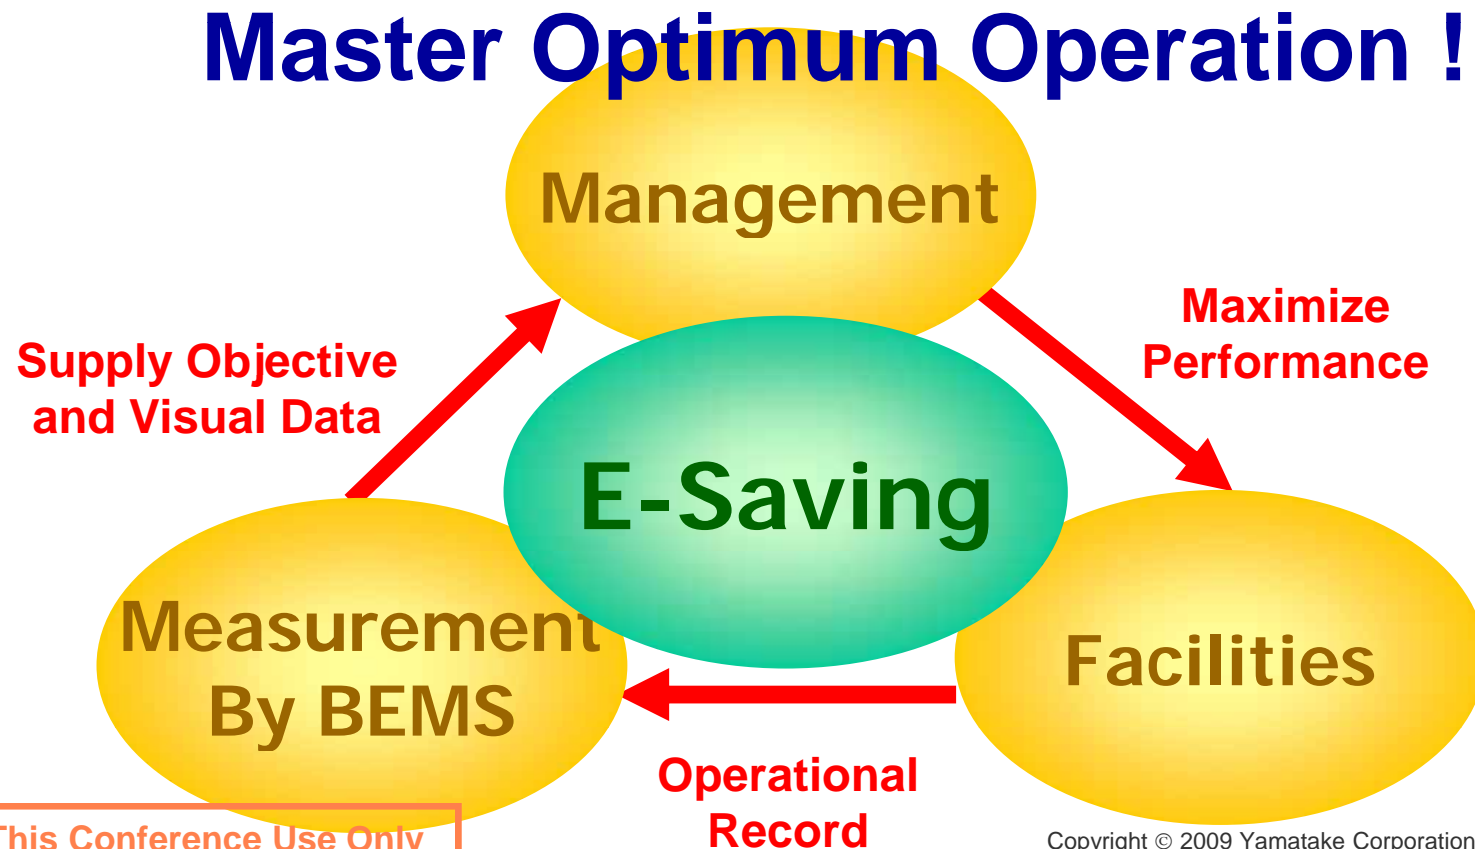 Master Optimum Operation !
Management
Maximize
Performance
Supply Objective
and Visual Data
E-Saving
Measurement
By BEMS
Facilities
Operational
Record
This Conference Use Only
Copyright © 2009 Yamatake Corporation